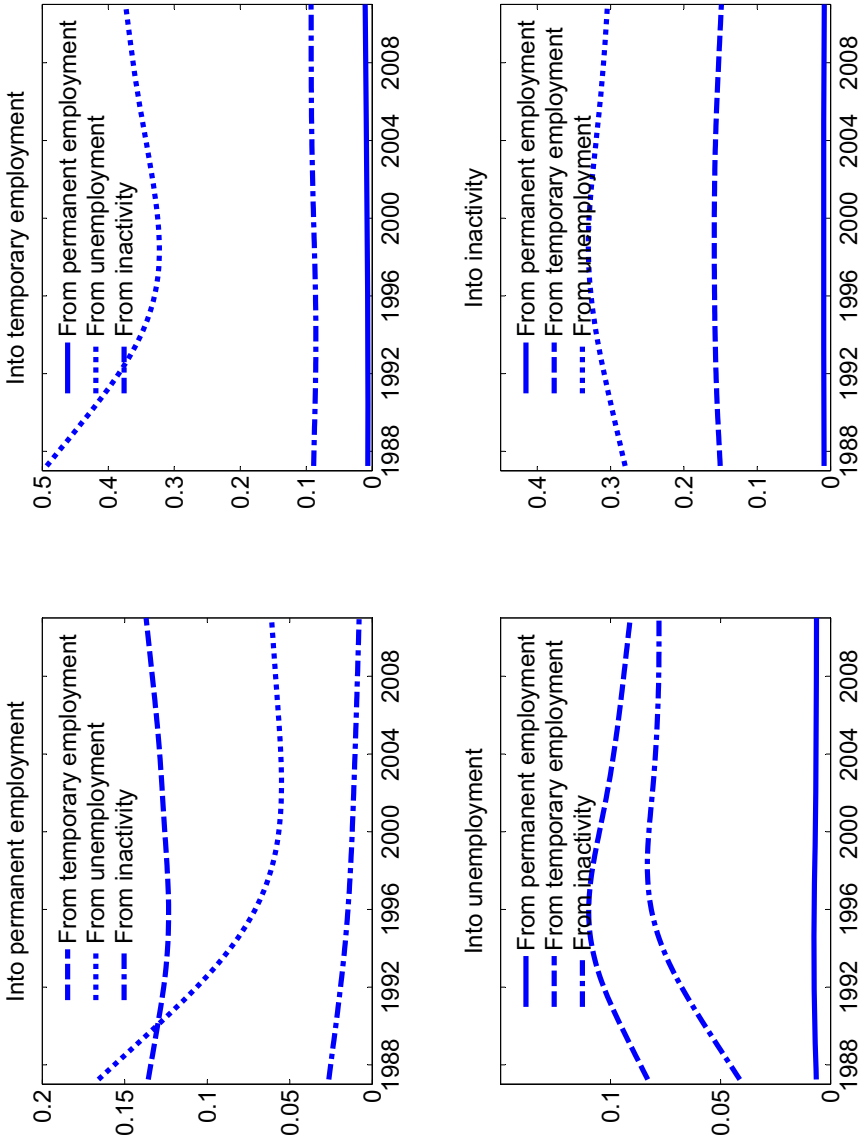 Into permanent employment
0.2
0.15
0.1
0.05
0
1988
1992
1996
2000
2004
2008
From temporary employment
From unemployment
From inactivity
Into temporary employment
0.5
0.4
0.3
0.2
0.1
0
1988
1992
1996
2000
2004
2008
From permanent employment
From unemployment
From inactivity
Into unemployment
0.1
0.05
0
1988
1992
1996
2000
2004
2008
From permanent employment
From temporary employment
From inactivity
Into inactivity
0.4
0.3
0.2
0.1
0
1988
1992
1996
2000
2004
2008
From permanent employment
From temporary employment
From unemployment